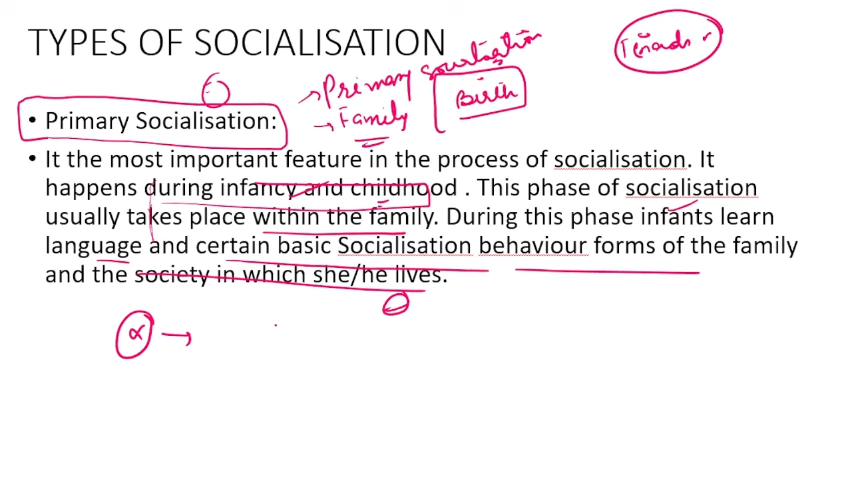 TYPES OF SOCIALISATION
→ Primary Socialisation
→ Family
Birth
• Primary Socialisation:
• It the most important feature in the process of socialisation. It
happens during infancy and childhood . This phase of socialisation
usually takes place within the family. During this phase infants learn
language and certain basic Socialisation behaviour forms of the family
and the society in which she/he lives.
α →